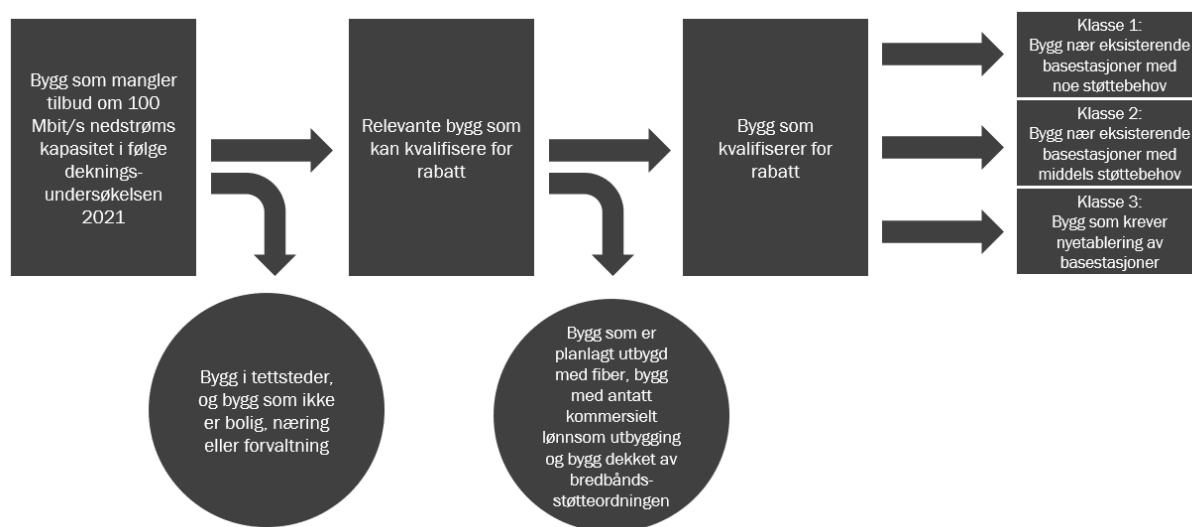 Bygg som mangler
tilbud om 100
Mbit/s nedstrøms
kapasitet i følge
deknings-
undersøkelsen
2021
Relevante bygg som
kan kvalifisere for
rabatt
Bygg som
kvalifiserer for
rabatt
Klasse 1:
Bygg nær eksisterende
basestasjoner med
noe støttebehov
Klasse 2:
Bygg nær eksisterende
basestasjoner med
middels støttebehov
Klasse 3:
Bygg som krever
nyetablering av
basestasjoner
Bygg i tettsteder,
og bygg som ikke
er bolig, næring
eller forvaltning
Bygg som er
planlagt utbygd
med fiber, bygg
med antatt
kommersielt
lønnsom utbygging
og bygg dekket av
bredbånds-
støtteordningen